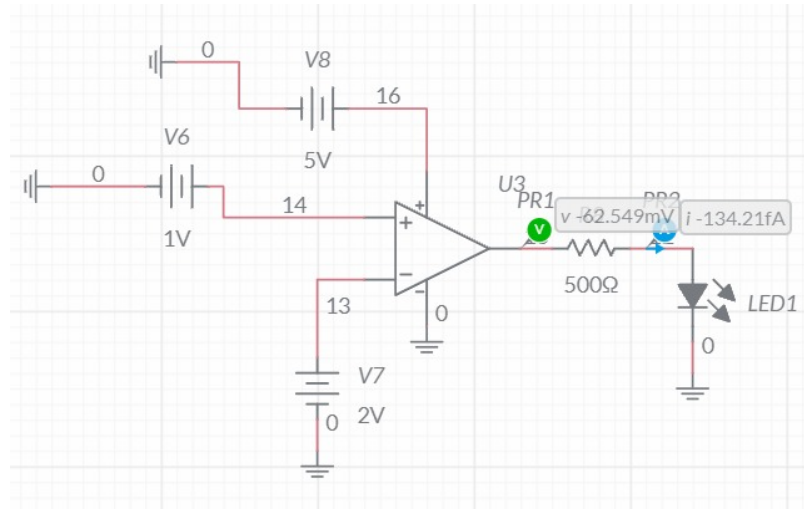 0
V8
16
5V
V6
0
14
1V
U3
PR1
PR2
v -62.549mV
i -134.21fA
V
A
+
+
−
−
500Ω
0
13
LED1
0
V7
2V
0